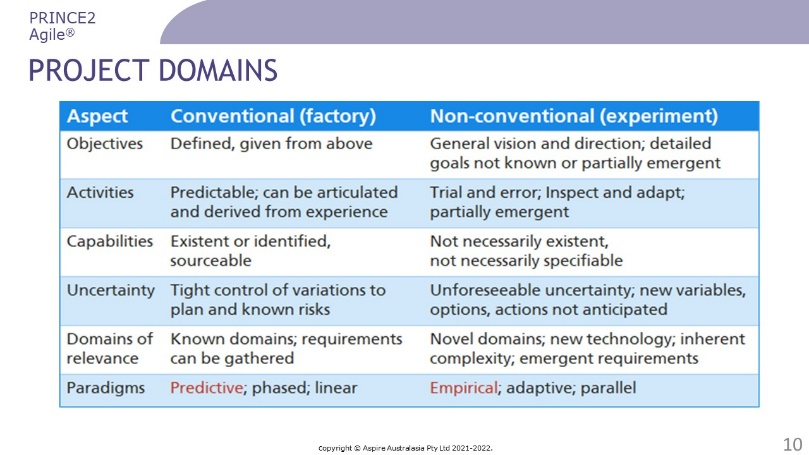 PRINCE2
Agile®
PROJECT DOMAINS
Aspect Conventional (factory) Non-conventional (experiment)
Objectives Defined, given from above General vision and direction; detailed
goals not known or partially emergent
Activities Predictable; can be articulated Trial and error; Inspect and adapt;
and derived from experience partially emergent
Capabilities Existent or identified, Not necessarily existent,
sourceable not necessarily specifiable
Uncertainty Tight control of variations to Unforeseeable uncertainty; new variables,
plan and known risks options, actions not anticipated
Domains of Known domains; requirements Novel domains; new technology; inherent
relevance can be gathered complexity; emergent requirements
Paradigms Predictive; phased; linear Empirical; adaptive; parallel
Copyright © Aspire Australasia Pty Ltd 2021-2022.
10